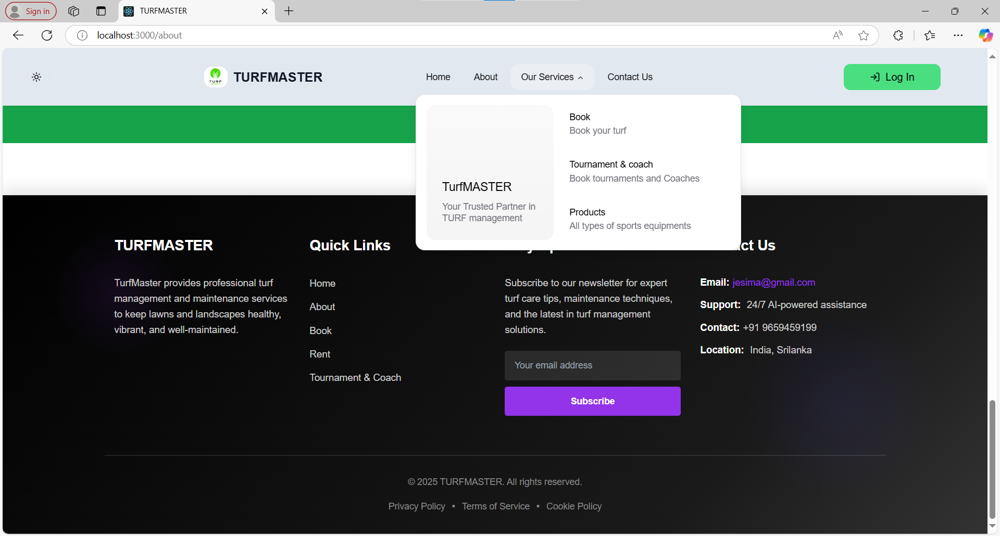 Sign in
TURFMASTER
localhost:3000/about
TURF
TURFMASTER
Home
About
Our Services
Contact Us
Log In
TurfMASTER
Your Trusted Partner in
TURF management
Book
Book your turf
Tournament & coach
Book tournaments and Coaches
Products
All types of sports equipments
TURFMASTER
TurfMaster provides professional turf
management and maintenance services
to keep lawns and landscapes healthy,
vibrant, and well-maintained.
Quick Links
Home
About
Book
Rent
Tournament & Coach
Subscribe to our newsletter for expert
turf care tips, maintenance techniques,
and the latest in turf management
solutions.
Your email address
Subscribe
ct Us
Email: jesima@gmail.com
Support: 24/7 AI-powered assistance
Contact: +91 9659459199
Location: India, Srilanka
© 2025 TURFMASTER. All rights reserved.
Privacy Policy • Terms of Service • Cookie Policy